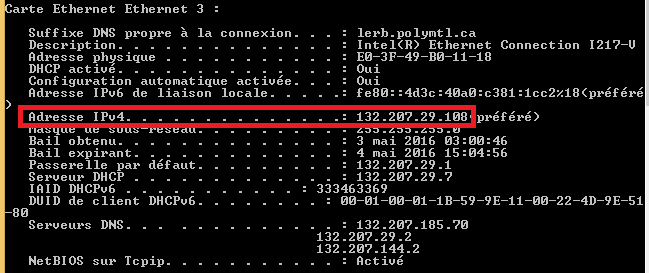 Carte Ethernet Ethernet 3 :
Suffixe DNS propre à la connexion. . . : lerb.polymtl.ca
Description. . . . . . . . . . . . . . : Intel(R) Ethernet Connection I217-V
Adresse physique . . . . . . . . . . . : E0-3F-49-B0-11-18
DHCP activé. . . . . . . . . . . . . . : Oui
Configuration automatique activée. . . : Oui
Adresse IPv6 de liaison locale. . . . .: fe80::4d3c:40a0:c381:1cc2%18(préféré
)
Adresse IPv4. . . . . . . . . . . . . .: 132.207.29.108(préféré)
Masque de sous-réseau. . . . . . . . . : 255.255.255.0
Bail obtenu. . . . . . . . . . . . . . : 3 mai 2016 03:00:46
Bail expirant. . . . . . . . . . . . . : 4 mai 2016 15:04:56
Passerelle par défaut. . . . . . . . . : 132.207.29.1
Serveur DHCP . . . . . . . . . . . . . : 132.207.29.7
IAID DHCPv6 . . . . . . . . . . . : 333463369
DUID de client DHCPv6. . . . . . . . : 00-01-00-01-1B-59-9E-11-00-22-4D-9E-51
-80
Serveurs DNS. . . . . . . . . . . . . : 132.207.185.70
132.207.29.2
132.207.144.2
NetBIOS sur Tcpip. . . . . . . . . . . : Activé